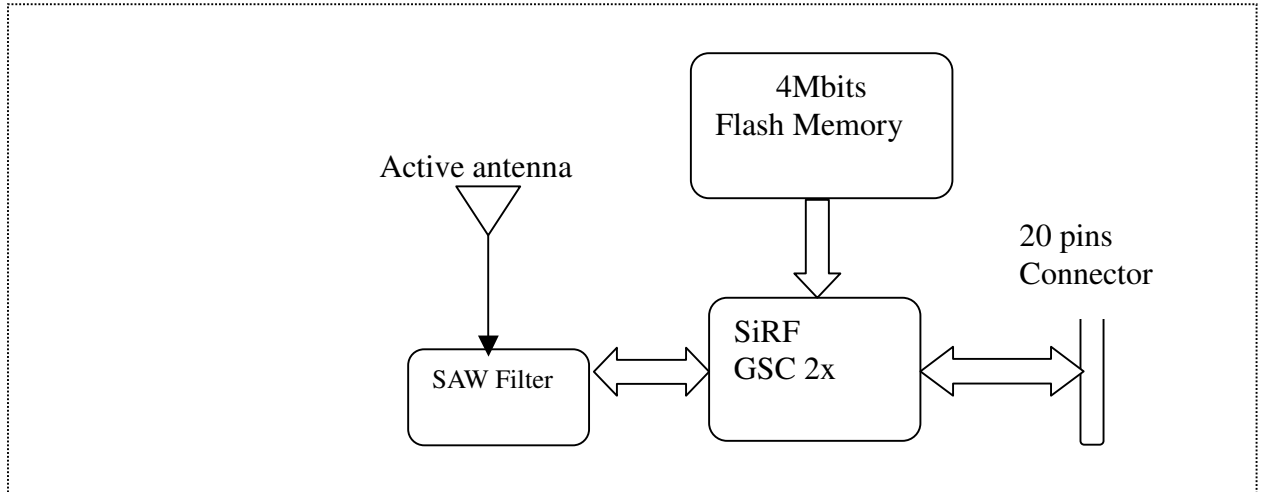 4Mbits
Flash Memory
Active antenna
20 pins
Connector
SiRF
GSC 2x
SAW Filter